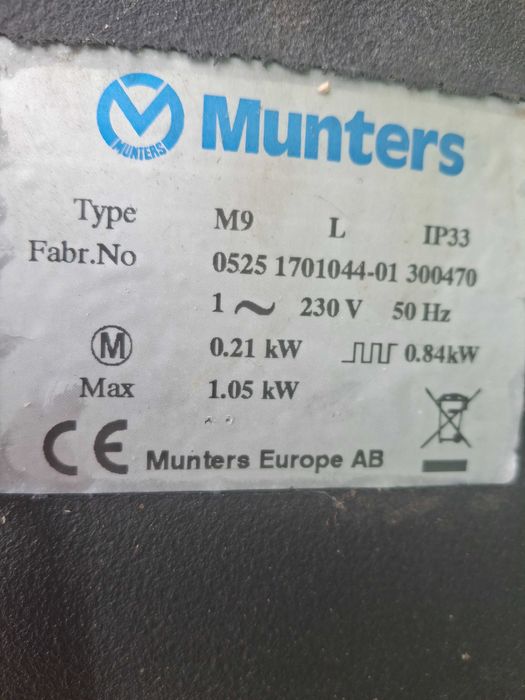 MUNTERS
Munters
Type M9 L IP33
Fabr.No 0525 1701044-01 300470
1 ~ 230 V 50 Hz
M 0.21 kW 0.84kW
Max 1.05 kW
CE Munters Europe AB